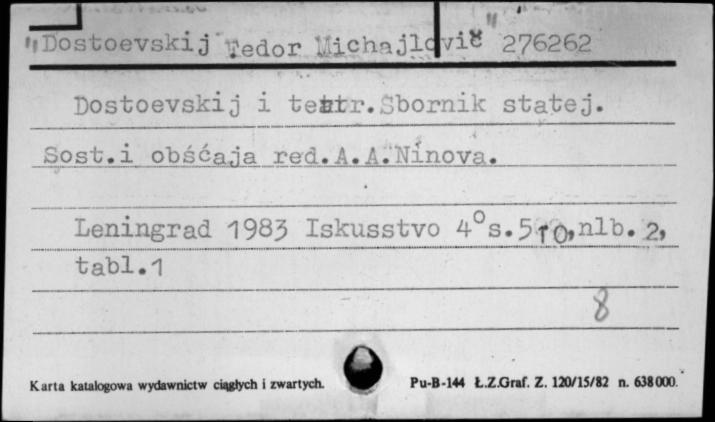 "Dostoevskij Fedor Michajlovič" 276262
Dostoevskij i teatr.Sbornik statej.
Sost.i obśćaja red.A.A.Ninova.
Leningrad 1983 Iskusstvo 4° s.510,nlb. 2,
tabl.1
8
Karta katalogowa wydawnictw ciągłych i zwartych. Pu-B-144 Ł.Z.Graf. Z. 120/15/82 n. 638000.